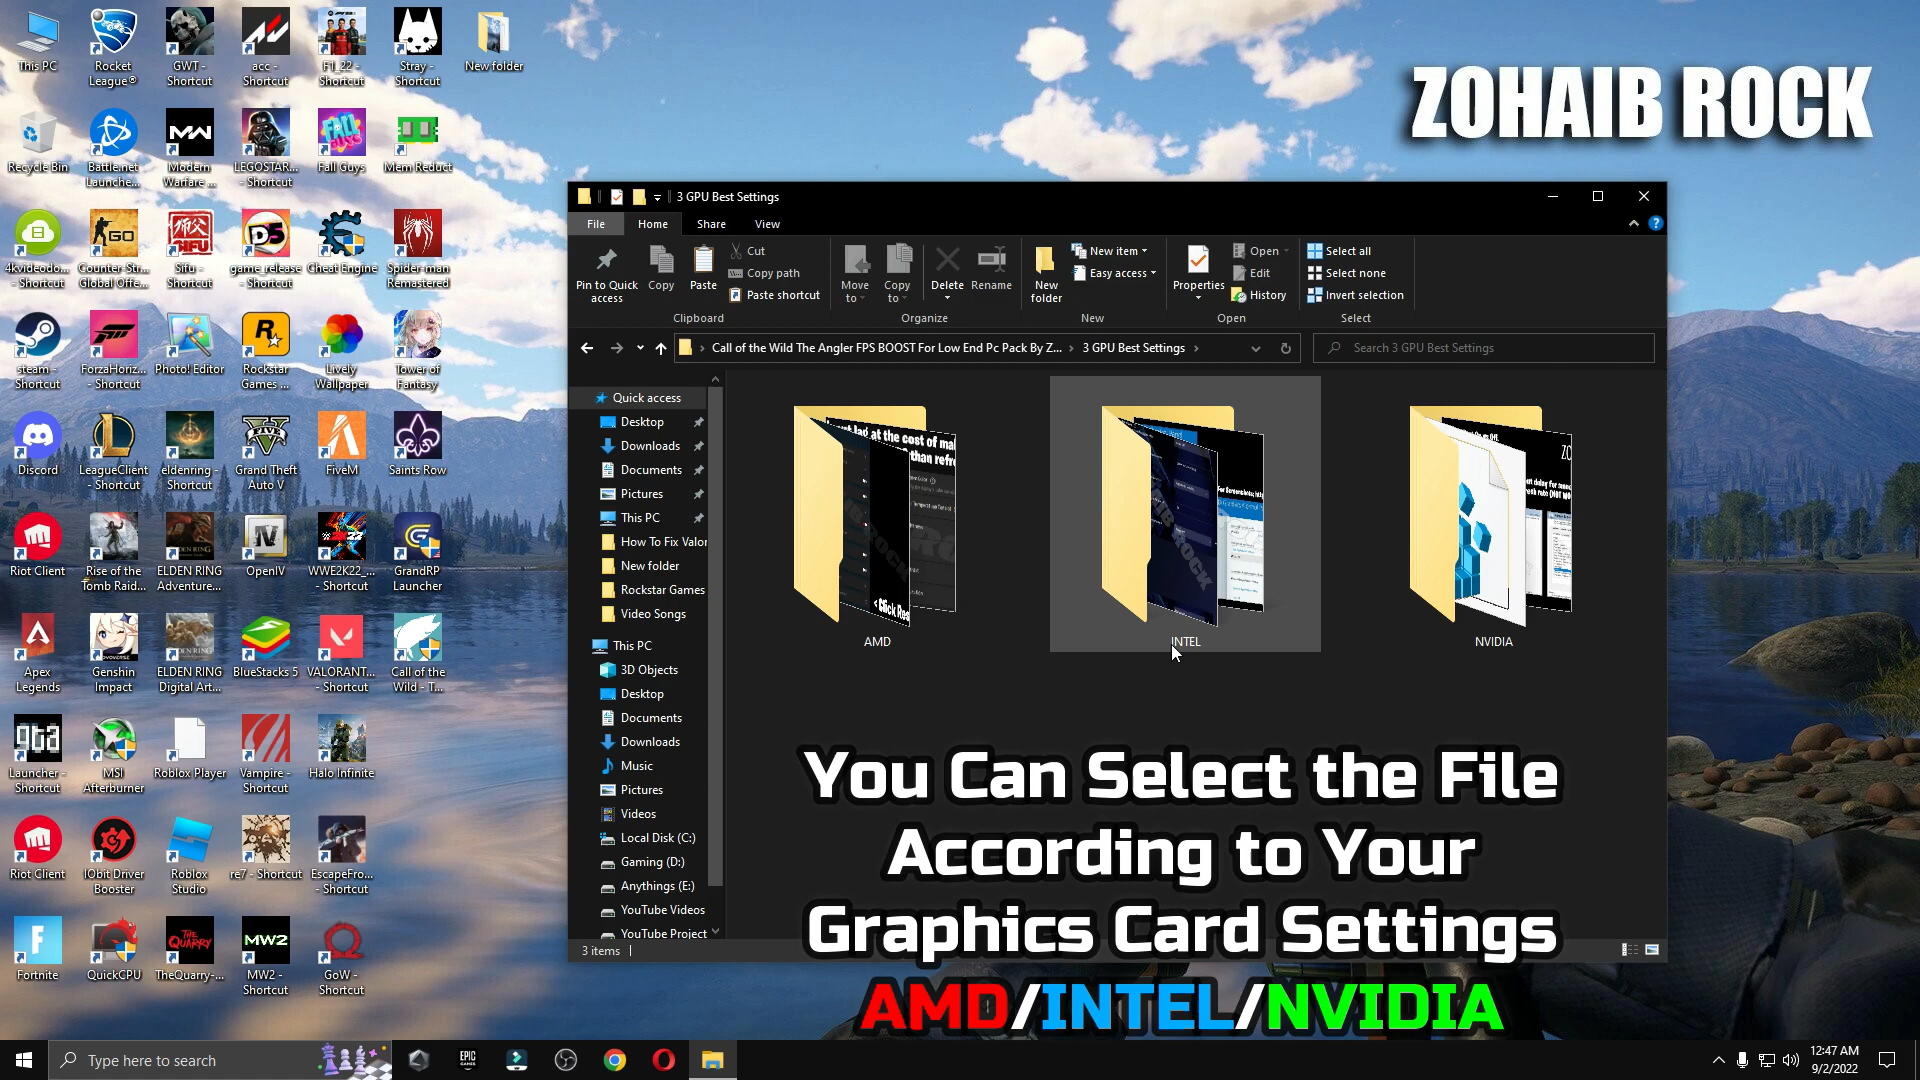 This PC
Rocket League®
GWT - Shortcut
acc - Shortcut
F1_22 - Shortcut
Stray - Shortcut
New folder
Recycle Bin
Battle.net Launche...
Modern Warfare ...
LEGOSTAR... - Shortcut
Fall Guys
Mem Reduct
4kvideodo... - Shortcut
Counter-Str... Global Offe...
Sifu - Shortcut
game_release - Shortcut
Cheat Engine
Spider-man Remastered
steam - Shortcut
ForzaHoriz... - Shortcut
Photo! Editor
Rockstar Games ...
Lively Wallpaper
Tower of Fantasy
Discord
LeagueClient - Shortcut
eldenring - Shortcut
Grand Theft Auto V
FiveM
Saints Row
Riot Client
Rise of the Tomb Raid...
ELDEN RING Adventure...
OpenIV
WWE2K22_... - Shortcut
GrandRP Launcher
Apex Legends
Genshin Impact
ELDEN RING Digital Art...
BlueStacks 5
VALORANT... - Shortcut
Call of the Wild - T...
Launcher - Shortcut
MSI Afterburner
Roblox Player
Vampire - Shortcut
Halo Infinite
Riot Client
IObit Driver Booster
Roblox Studio
re7 - Shortcut
EscapeFro... - Shortcut
Fortnite
QuickCPU
TheQuarry-...
MW2 - Shortcut
GoW - Shortcut
ZOHAIB ROCK
3 GPU Best Settings
File Home Share View
Pin to Quick access
Copy
Paste
Cut
Copy path
Paste shortcut
Clipboard
Move to
Copy to
Delete
Rename
Organize
New folder
New item
Easy access
New
Properties
Open
Edit
History
Open
Select all
Select none
Invert selection
Select
Call of the Wild The Angler FPS BOOST For Low End Pc Pack By Z... 3 GPU Best Settings
Search 3 GPU Best Settings
Quick access
Desktop
Downloads
Documents
Pictures
This PC
How To Fix Valor
New folder
Rockstar Games
Video Songs
This PC
3D Objects
Desktop
Documents
Downloads
Music
Pictures
Videos
Local Disk (C:)
Gaming (D:)
Anythings (E:)
YouTube Videos
YouTube Project
AMD
INTEL
NVIDIA
3 items
You Can Select the File
According to Your
Graphics Card Settings
AMD/INTEL/NVIDIA
Type here to search
12:47 AM
9/2/2022